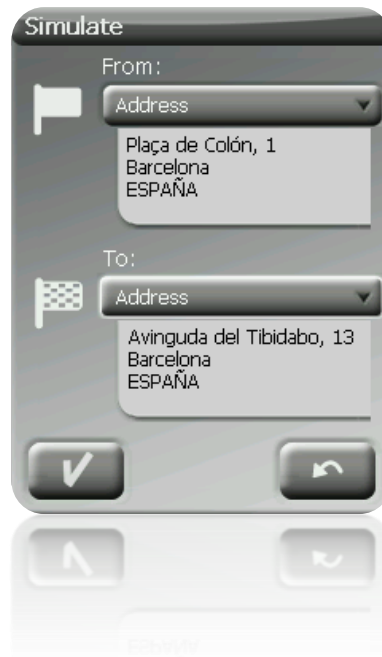 Simulate
From:
Address
Plaça de Colón, 1
Barcelona
ESPAÑA
To:
Address
Avinguda del Tibidabo, 13
Barcelona
ESPAÑA